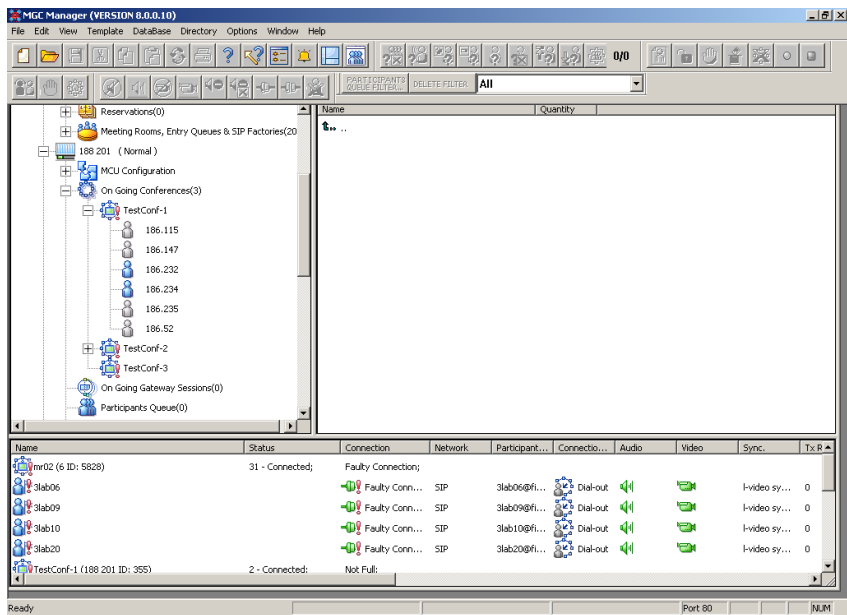 MGC Manager (VERSION 8.0.0.10)
File Edit View Template DataBase Directory Options Window Help
0/0
PARTICIPANTS QUEUE FILTER... DELETE FILTER All
Reservations(0)
Meeting Rooms, Entry Queues & SIP Factories(20
188 201 ( Normal )
MCU Configuration
On Going Conferences(3)
TestConf-1
186.115
186.147
186.232
186.234
186.235
186.52
TestConf-2
TestConf-3
On Going Gateway Sessions(0)
Participants Queue(0)
Name Quantity
..
Name Status Connection Network Participant... Connectio... Audio Video Sync. Tx R
mr02 (6 ID: 5828) 31 - Connected; Faulty Connection;
3lab06 Faulty Conn... SIP 3lab06@fi... Dial-out l-video sy... 0
3lab09 Faulty Conn... SIP 3lab09@fi... Dial-out l-video sy... 0
3lab10 Faulty Conn... SIP 3lab10@fi... Dial-out l-video sy... 0
3lab20 Faulty Conn... SIP 3lab20@fi... Dial-out l-video sy... 0
TestConf-1 (188 201 ID: 355) 2 - Connected; Not Full;
Ready Port 80 NUM